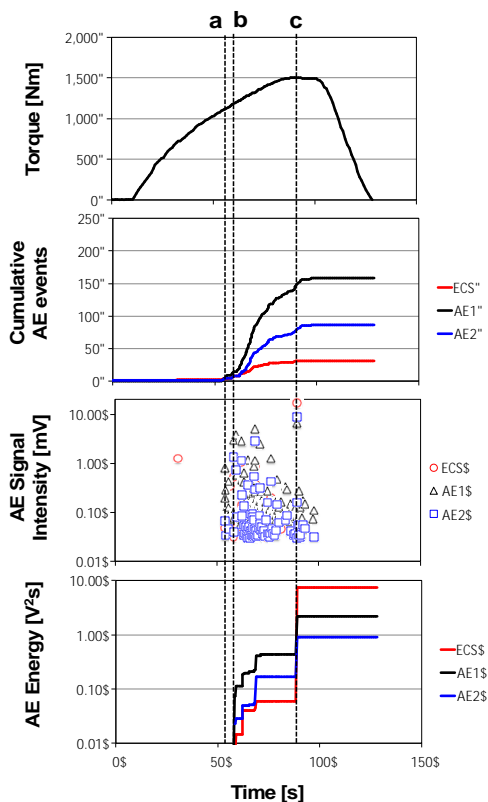 a b c
2,000"
1,500"
1,000"
500"
0"
Torque [Nm]
250"
200"
150"
100"
50"
0"
Cumulative
AE events
ECS"
AE1"
AE2"
10.00$
1.00$
0.10$
0.01$
AE Signal
Intensity [mV]
ECS$
AE1$
AE2$
10.00$
1.00$
0.10$
0.01$
AE Energy [V²s]
ECS$
AE1$
AE2$
0$ 50$ 100$ 150$
Time [s]